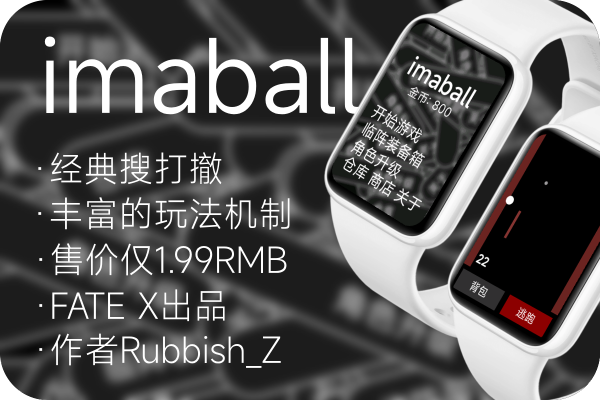 imaball
·经典搜打撤
·丰富的玩法机制
·售价仅1.99RMB
·FATE X出品
·作者Rubbish_Z
imaball
金币: 800
开始游戏
临阵装备箱
角色升级
仓库 商店 关于
22
背包
逃跑